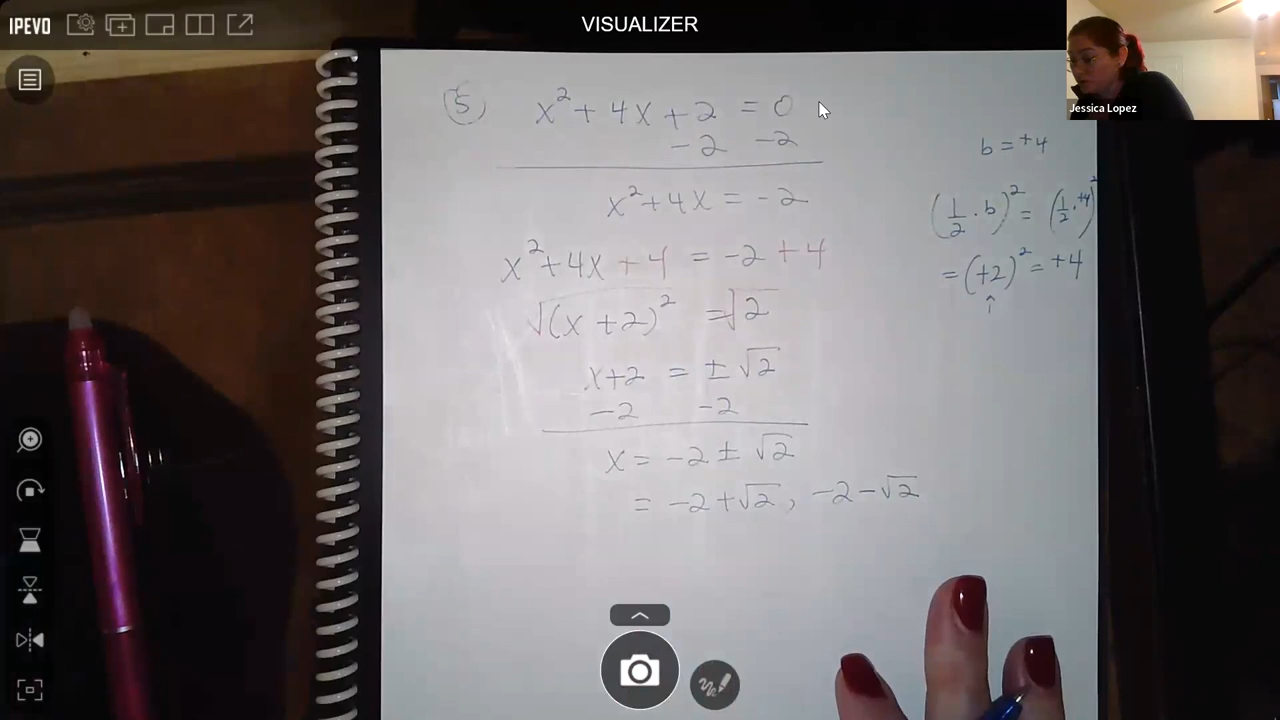 IPEVO
VISUALIZER
Jessica Lopez
(5) x² + 4x + 2 = 0
-2 -2
x² + 4x = -2
x² + 4x + 4 = -2 + 4
√(x + 2)² = √2
x + 2 = ± √2
-2 -2
x = -2 ± √2
= -2 + √2, -2 - √2
b = +4
(1/2 · b)² = (1/2 · +4)²
= (+2)² = +4
↑